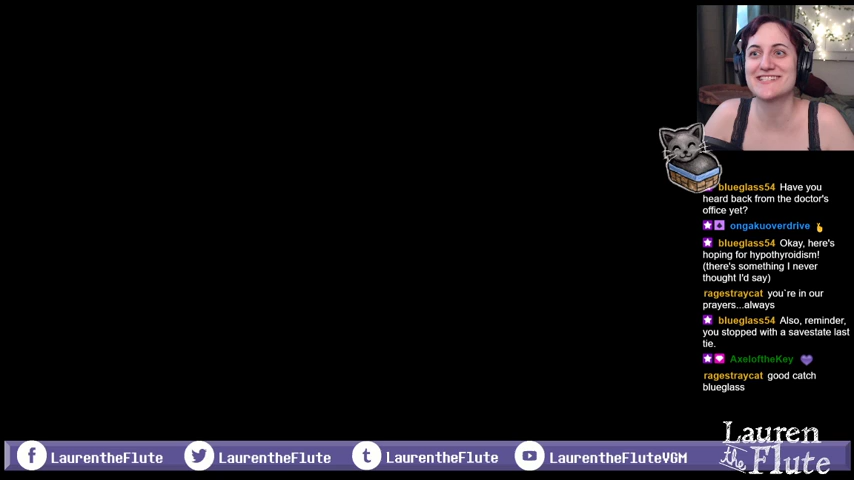 blueglass54 Have you
heard back from the doctor's
office yet?
ongakuoverdrive
blueglass54 Okay, here's
hoping for hypothyroidism!
(there's something I never
thought I'd say)
ragestraycat you`re in our
prayers...always
blueglass54 Also, reminder,
you stopped with a savestate last
tie.
AxeloftheKey
ragestraycat good catch
blueglass
Lauren
the Flute
LaurentheFlute LaurentheFlute LaurentheFlute LaurentheFluteVGM